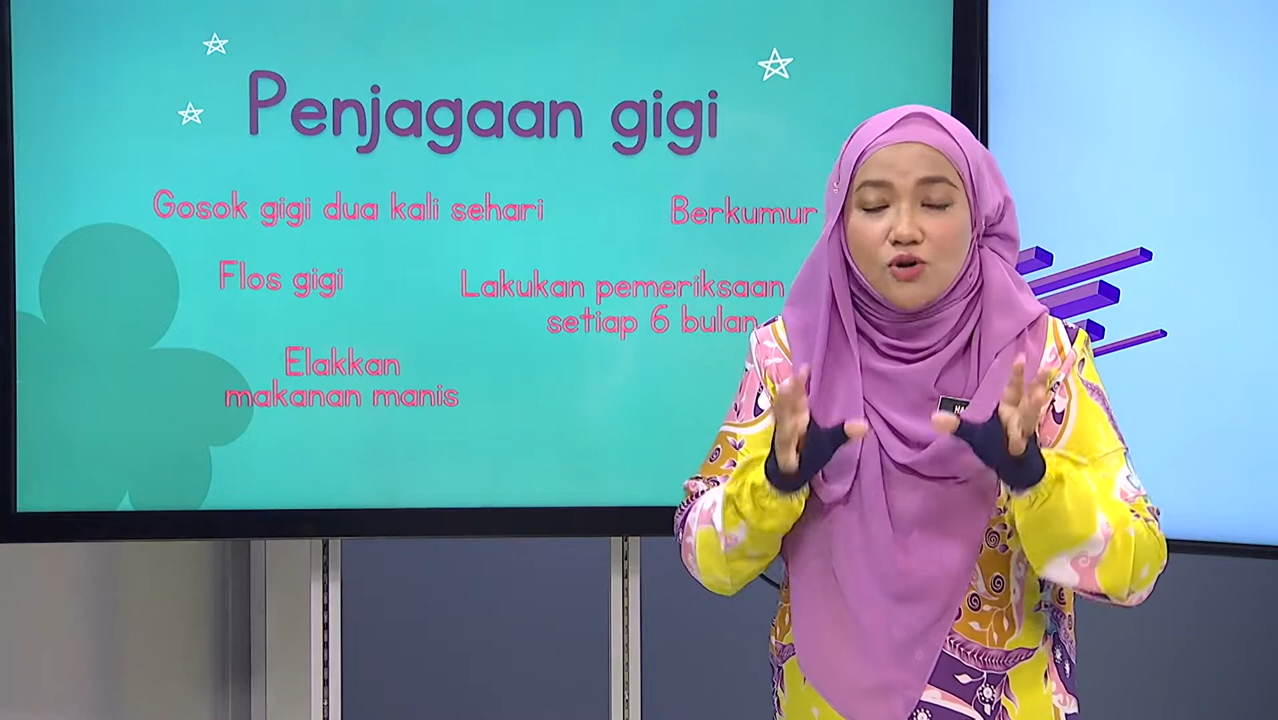 Penjagaan gigi
Gosok gigi dua kali sehari
Berkumur
Flos gigi
Lakukan pemeriksaan
setiap 6 bulan
Elakkan
makanan manis